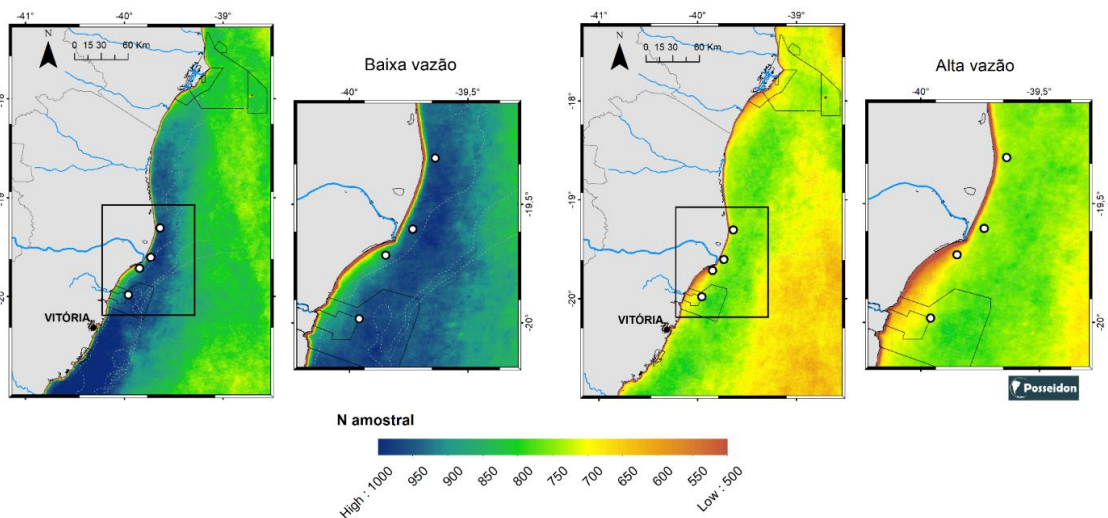 -41° -40° -39°
N
0 15 30 60 Km
-18°
-19°
-20°
VITÓRIA
Baixa vazão
-40° -39.5°
-19.5°
-20°
-41° -40° -39°
N
0 15 30 60 Km
-18°
-19°
-20°
VITÓRIA
Alta vazão
-40° -39.5°
-19.5°
-20°
Posseidon
N amostral
High : 1000 950 900 850 800 750 700 650 600 550 Low : 500